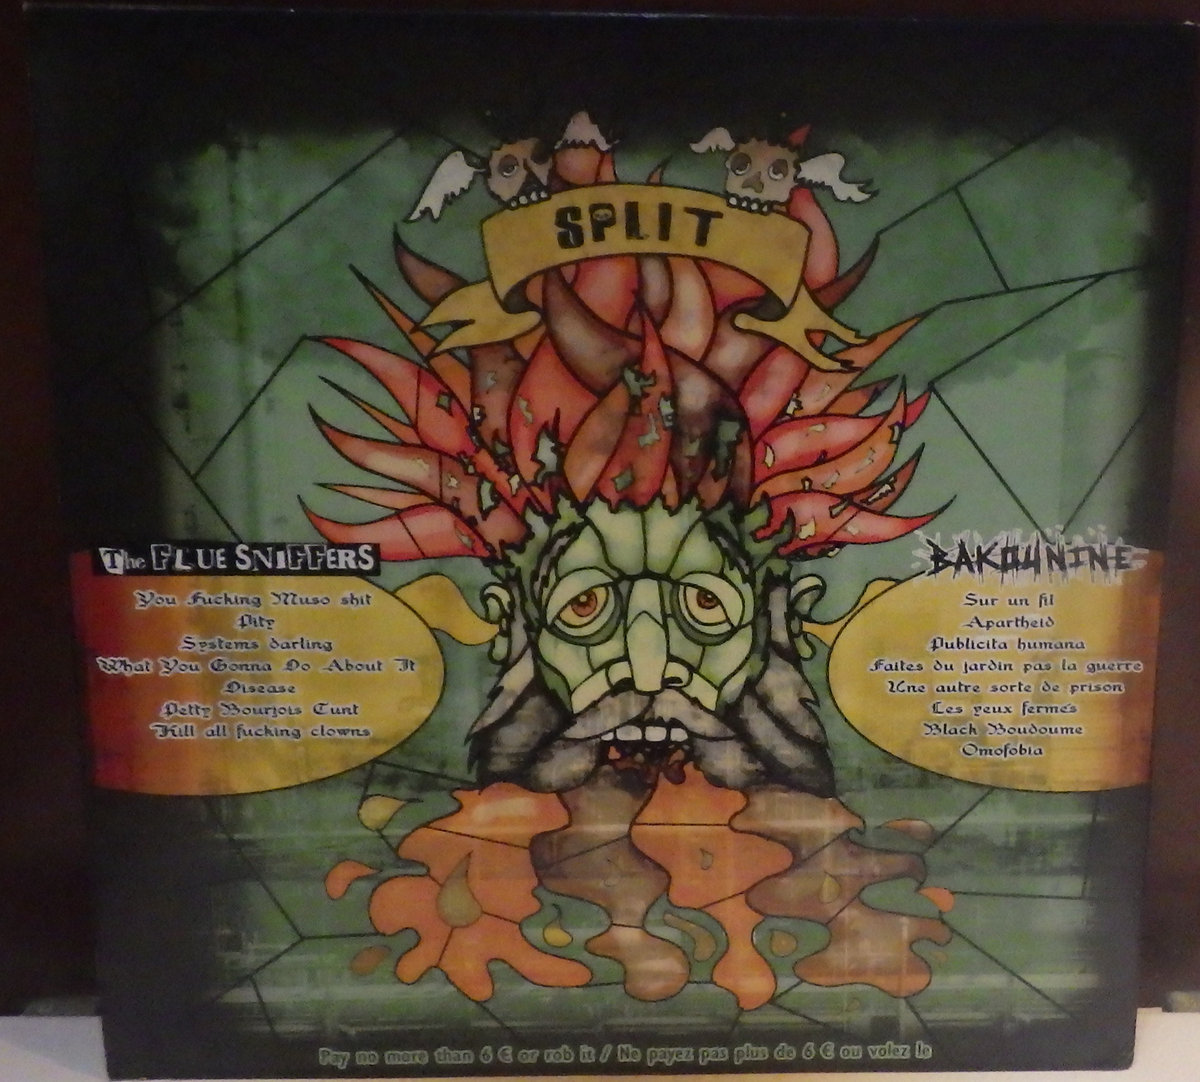 SPLIT
The FLUE SNIFFERS
You Fucking Muso shit
Pity
Systems darling
What You Gonna Do About It
Disease
Petty Bourjois Cunt
Kill all fucking clowns
BAKOUNINE
Sur un fil
Apartheid
Publicita humana
Faites du jardin pas la guerre
Une autre sorte de prison
Les yeux fermés
Black Boudoume
Omofobia
Pay no more than 6 € or rob it / Ne payez pas plus de 6 € ou volez le